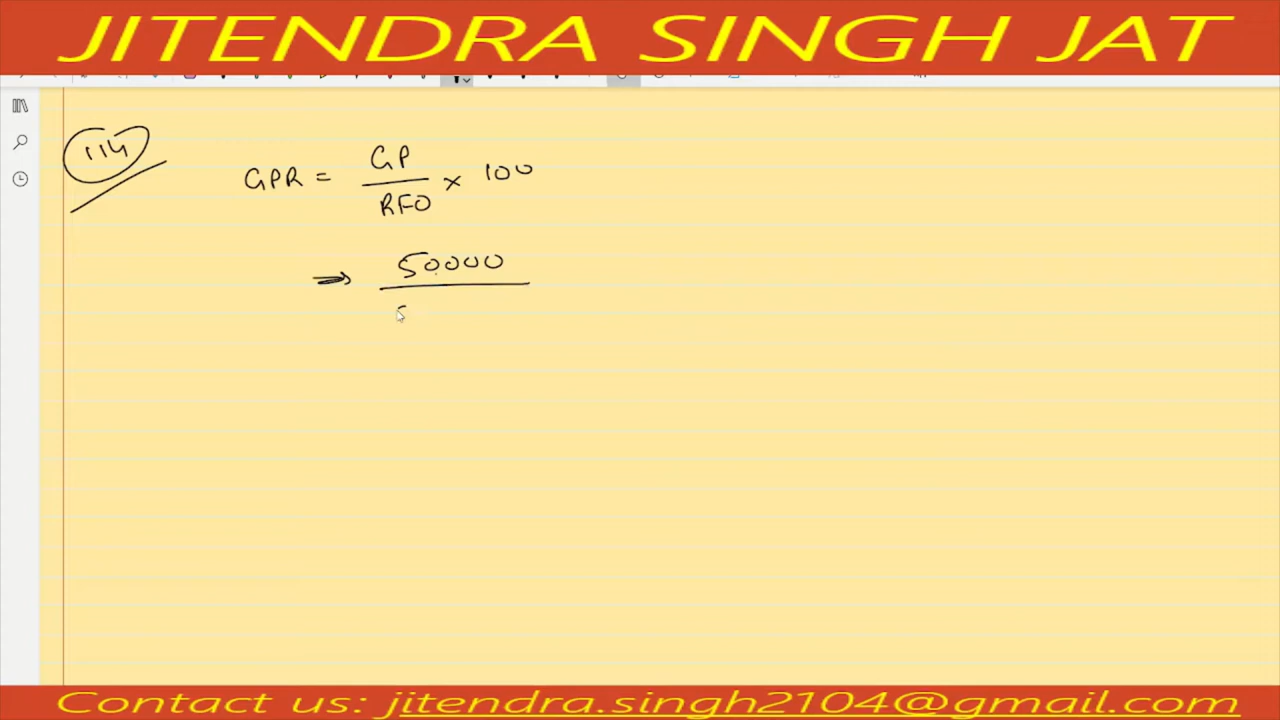 JITENDRA SINGH JAT
114
GPR = GP/RFO × 100
⇒ 50000
Contact us: jitendra.singh2104@gmail.com